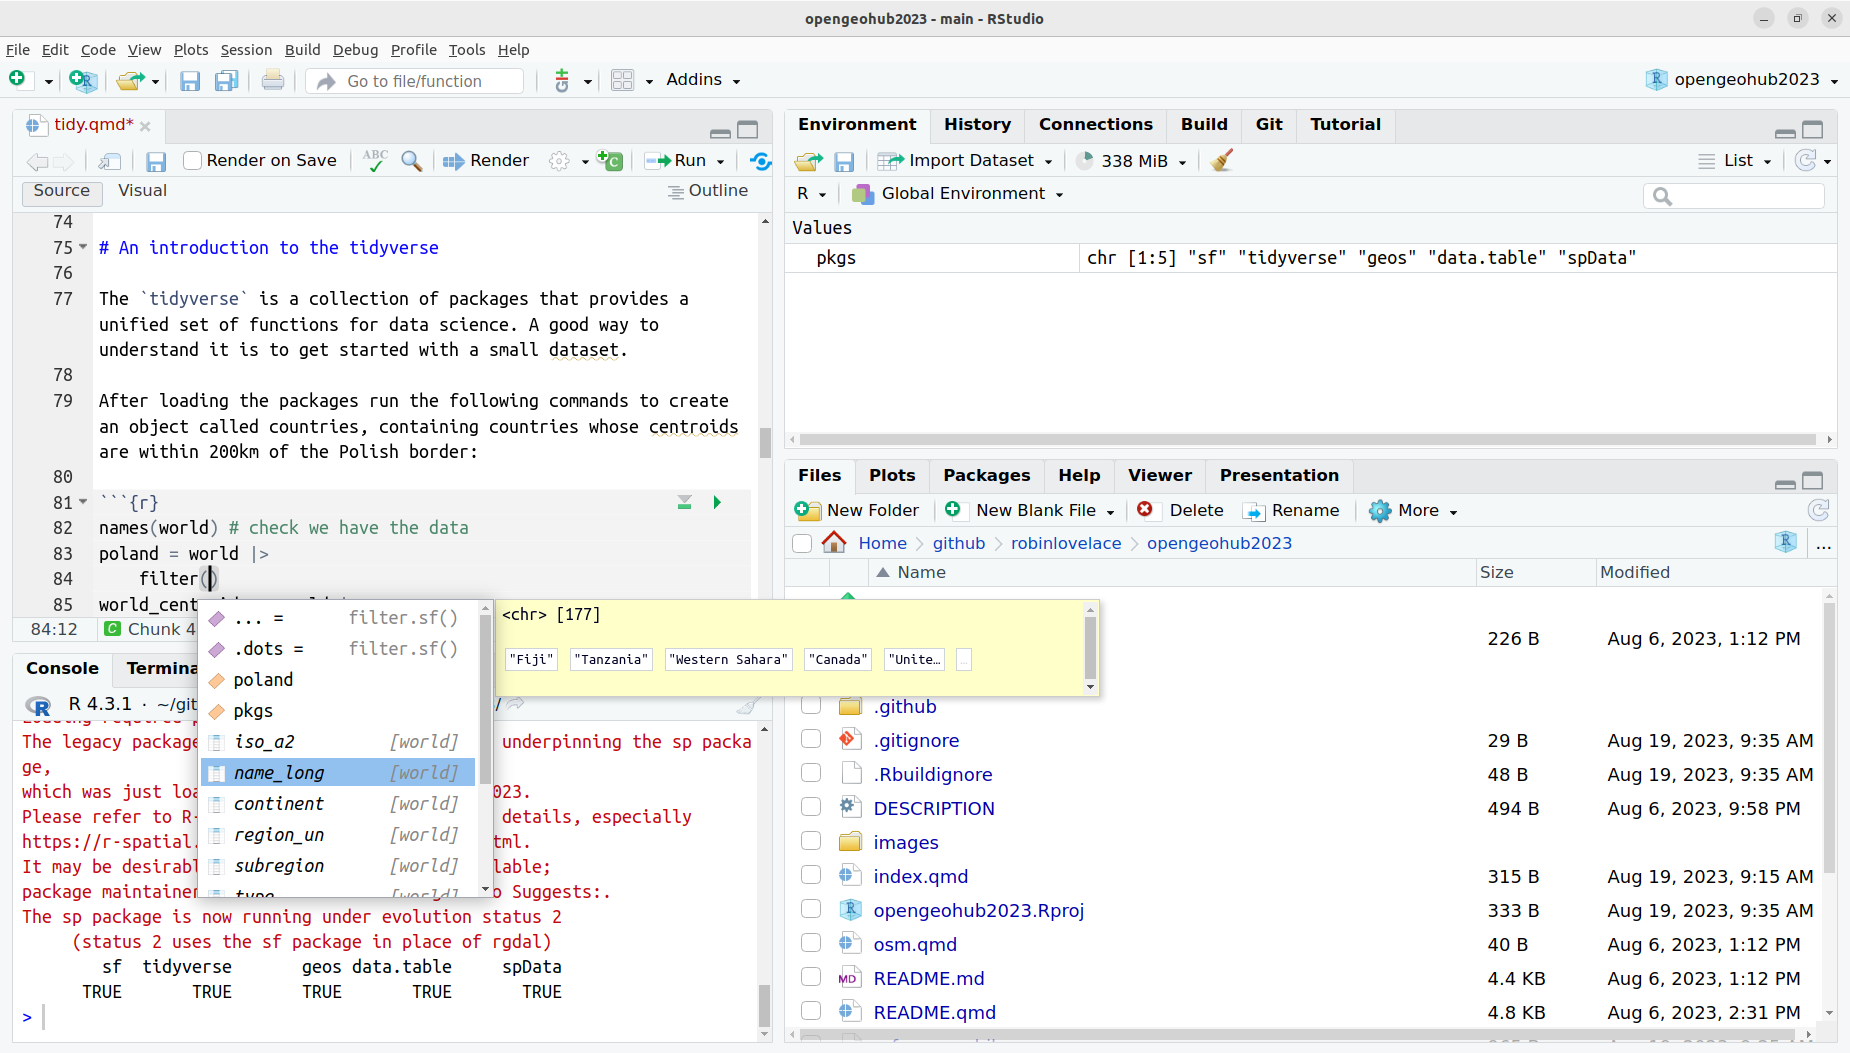 opengeohub2023 - main - RStudio
File Edit Code View Plots Session Build Debug Profile Tools Help
Go to file/function
Addins
opengeohub2023
tidy.qmd*
Render on Save
ABC
Render
Run
Source Visual
Outline
74
75 # An introduction to the tidyverse
76
77 The `tidyverse` is a collection of packages that provides a
unified set of functions for data science. A good way to
understand it is to get started with a small dataset.
78
79 After loading the packages run the following commands to create
an object called countries, containing countries whose centroids
are within 200km of the Polish border:
80
81 ```{r}
82 names(world) # check we have the data
83 poland = world |>
84 filter()
85 world_cent
84:12 Chunk 4
... = filter.sf()
.dots = filter.sf()
poland
pkgs
iso_a2 [world]
name_long [world]
continent [world]
region_un [world]
subregion [world]
type [world]
<chr> [177]
"Fiji" "Tanzania" "Western Sahara" "Canada" "Unite… …
Console Termina
R 4.3.1 · ~/git /
The legacy package underpinning the sp packa
ge,
which was just loa 023.
Please refer to R- details, especially
https://r-spatial. tml.
It may be desirabl lable;
package maintainer o Suggests:.
The sp package is now running under evolution status 2
(status 2 uses the sf package in place of rgdal)
sf tidyverse geos data.table spData
TRUE TRUE TRUE TRUE TRUE
>
Environment History Connections Build Git Tutorial
Import Dataset 338 MiB List
R Global Environment
Values
pkgs chr [1:5] "sf" "tidyverse" "geos" "data.table" "spData"
Files Plots Packages Help Viewer Presentation
New Folder New Blank File Delete Rename More
Home github robinlovelace opengeohub2023 ...
Name Size Modified
226 B Aug 6, 2023, 1:12 PM
.github
.gitignore 29 B Aug 19, 2023, 9:35 AM
.Rbuildignore 48 B Aug 19, 2023, 9:35 AM
DESCRIPTION 494 B Aug 6, 2023, 9:58 PM
images
index.qmd 315 B Aug 19, 2023, 9:15 AM
opengeohub2023.Rproj 333 B Aug 19, 2023, 9:35 AM
osm.qmd 40 B Aug 6, 2023, 1:12 PM
MD README.md 4.4 KB Aug 6, 2023, 1:12 PM
README.qmd 4.8 KB Aug 6, 2023, 2:31 PM